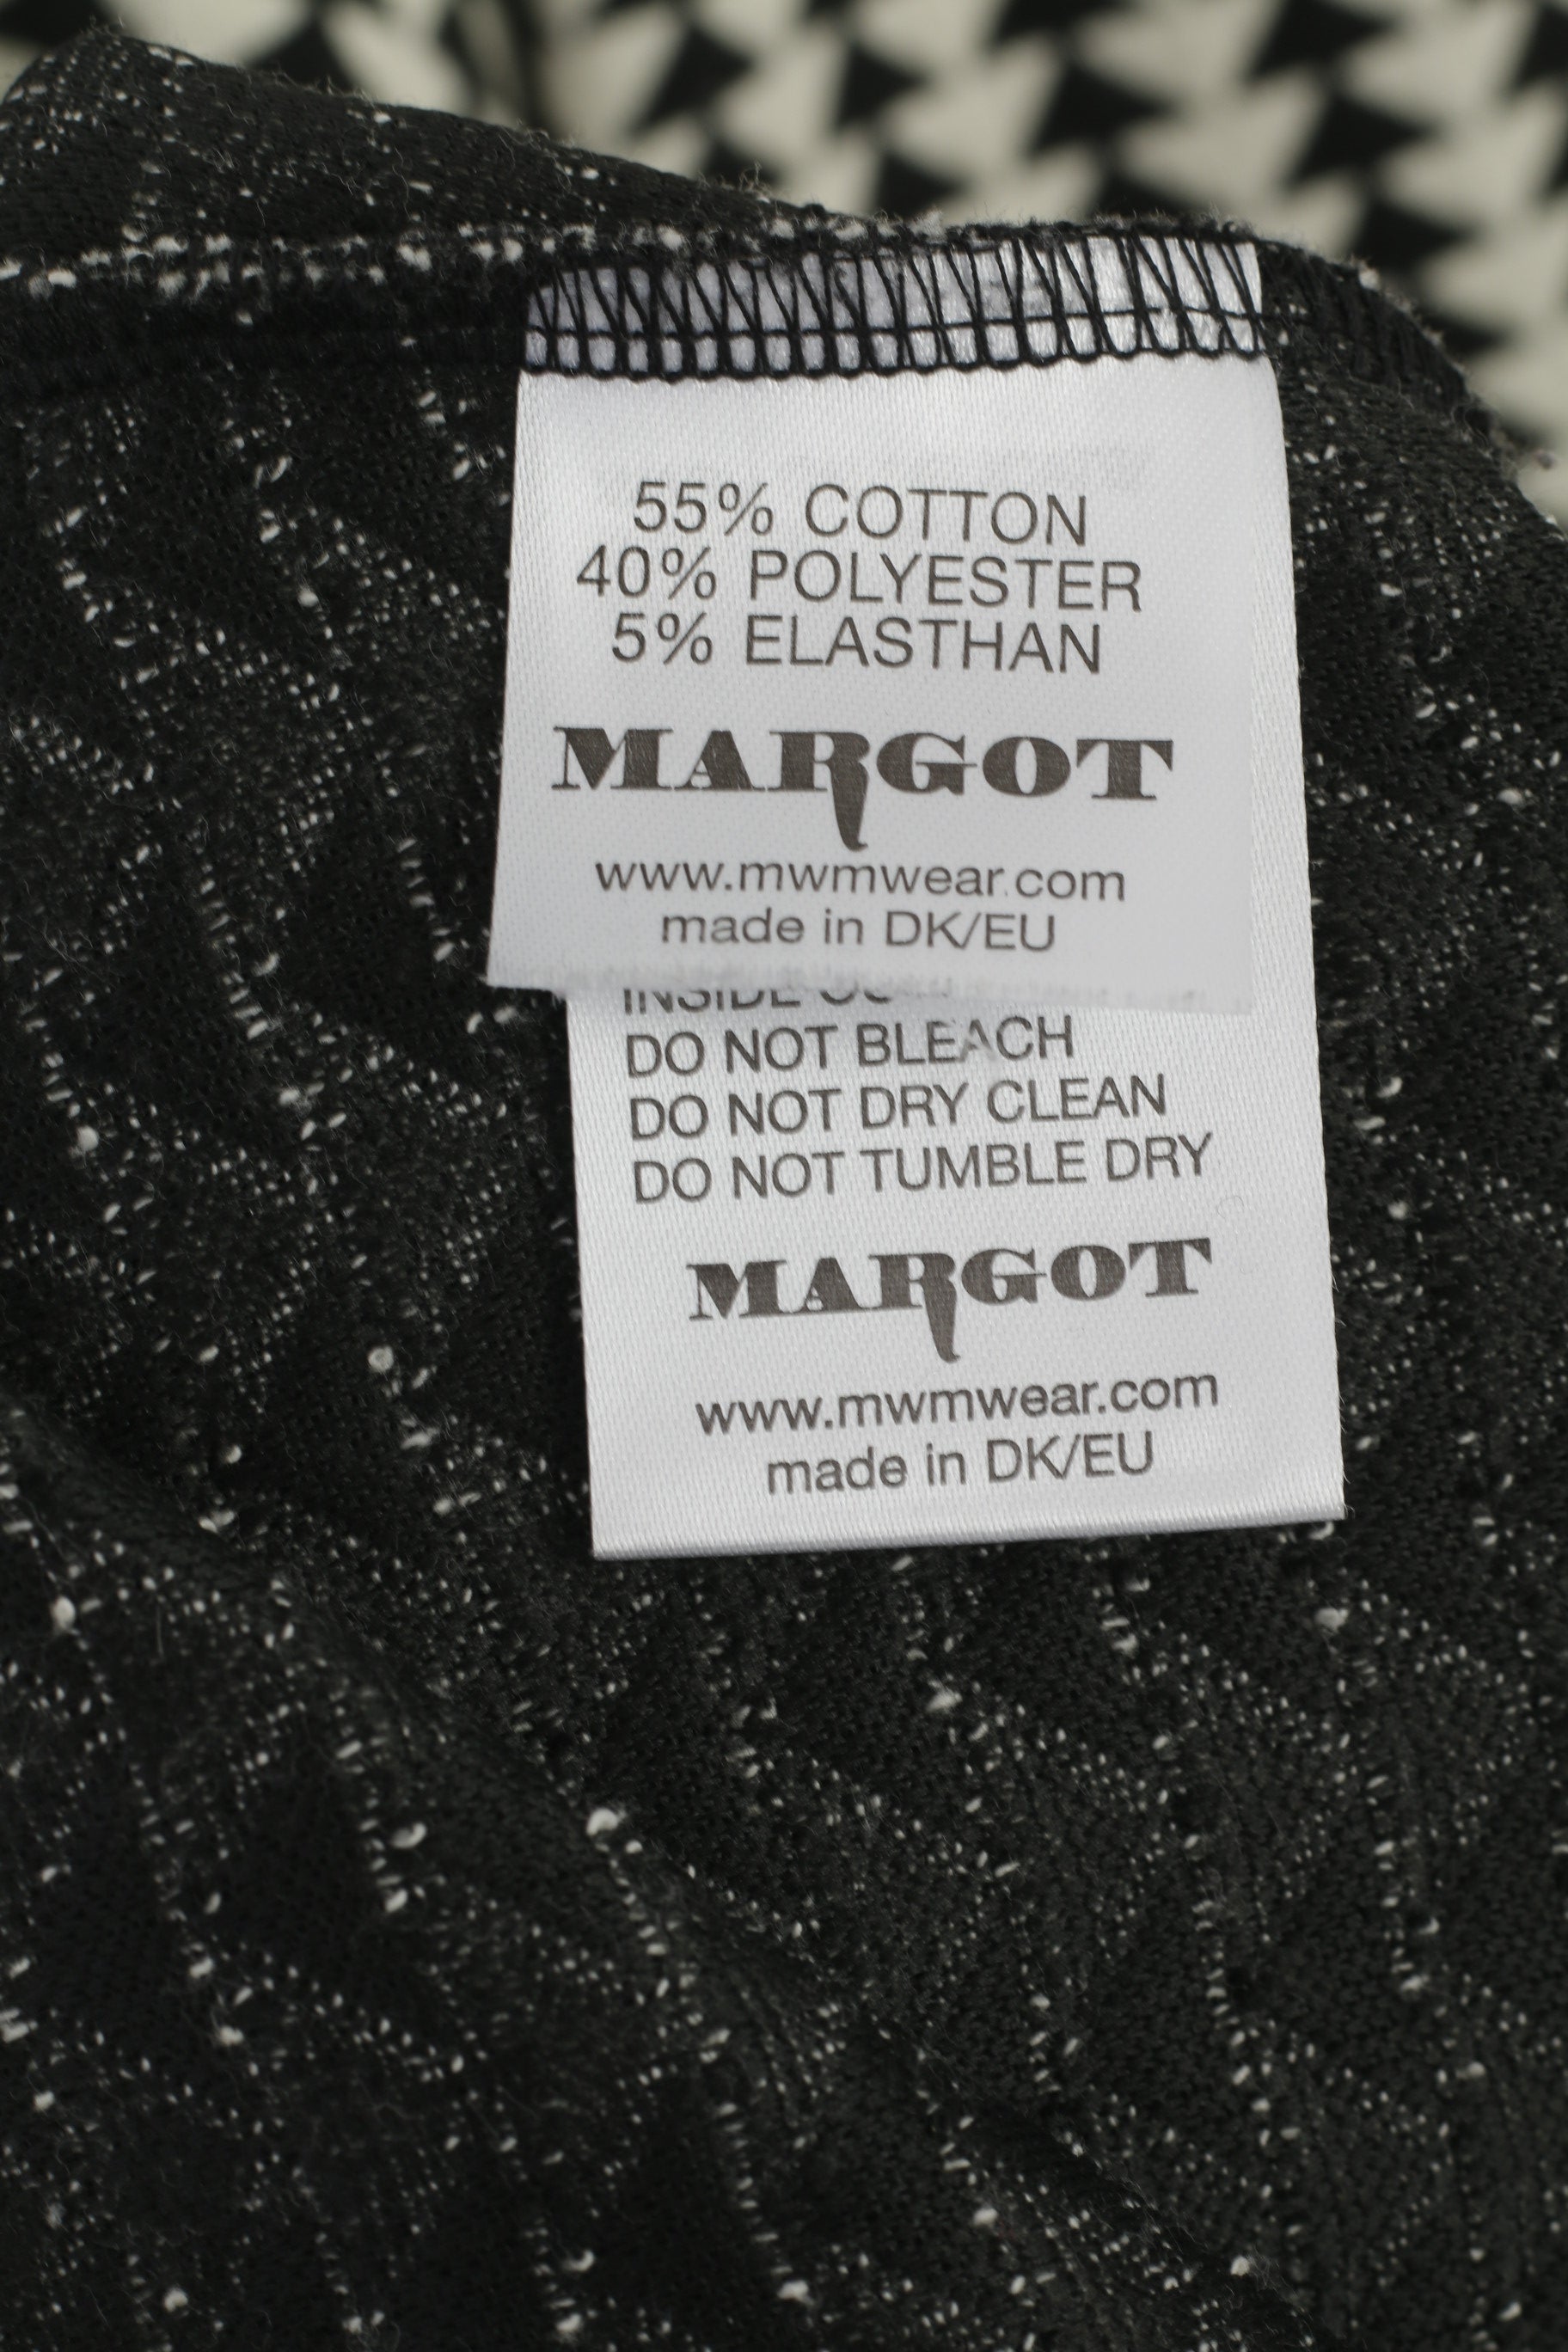 55% COTTON
40% POLYESTER
5% ELASTHAN
MARGOT
www.mwmwear.com
made in DK/EU
INSIDE
DO NOT BLEACH
DO NOT DRY CLEAN
DO NOT TUMBLE DRY
MARGOT
www.mwmwear.com
made in DK/EU